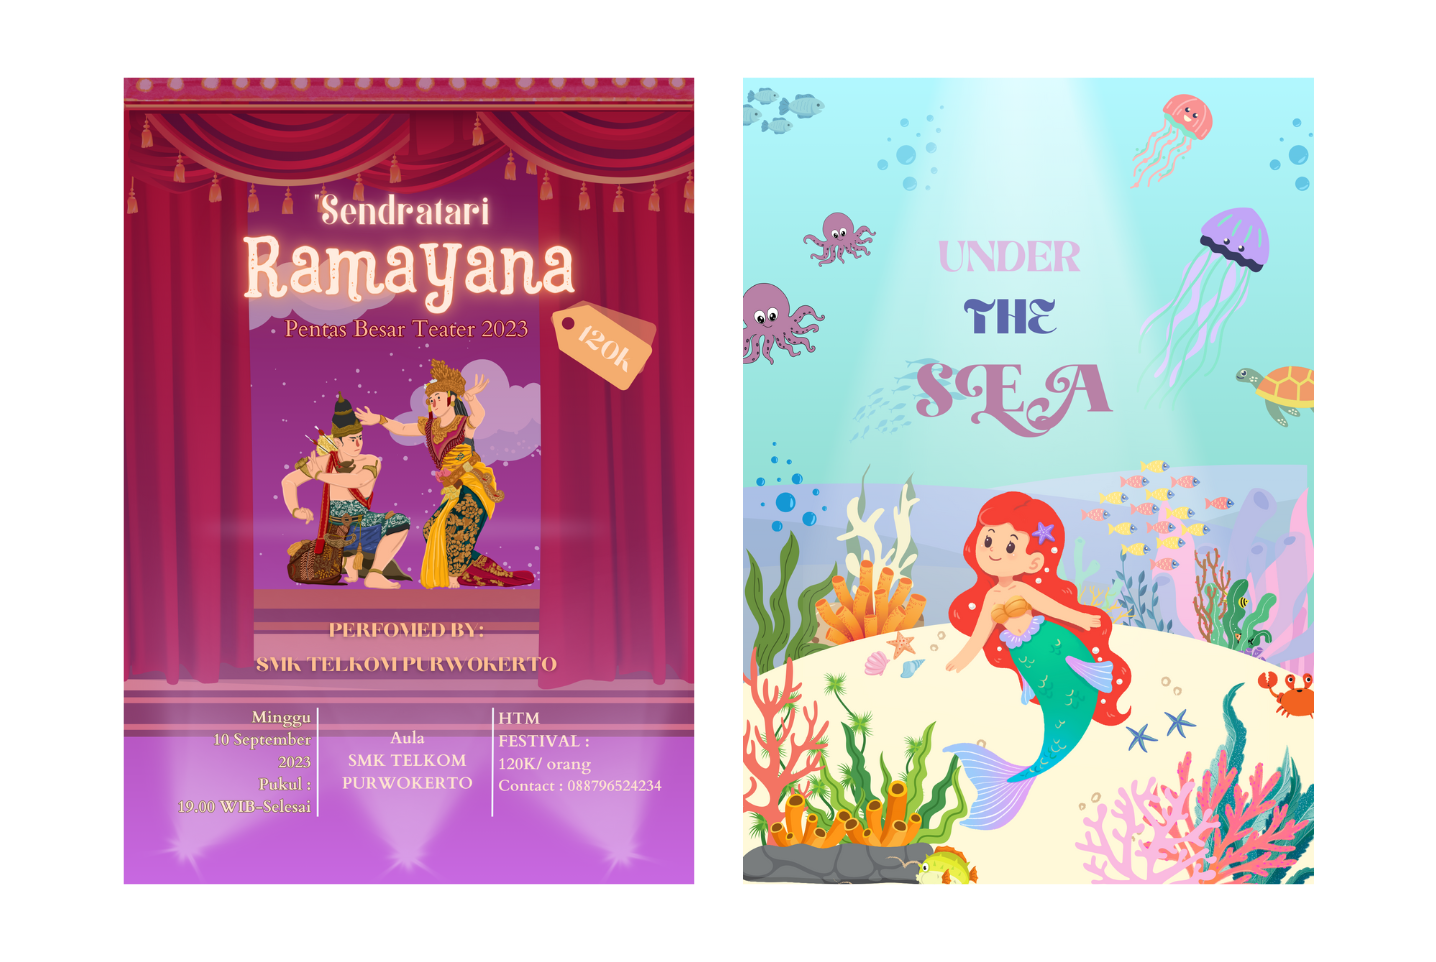 "Sendratari
Ramayana
Pentas Besar Teater 2023
120k
PERFOMED BY:
SMK TELKOM PURWOKERTO
Minggu
10 September
2023
Pukul :
19.00 WIB-Selesai
Aula
SMK TELKOM
PURWOKERTO
HTM
FESTIVAL :
120K/ orang
Contact : 088796524234
UNDER
THE
SEA